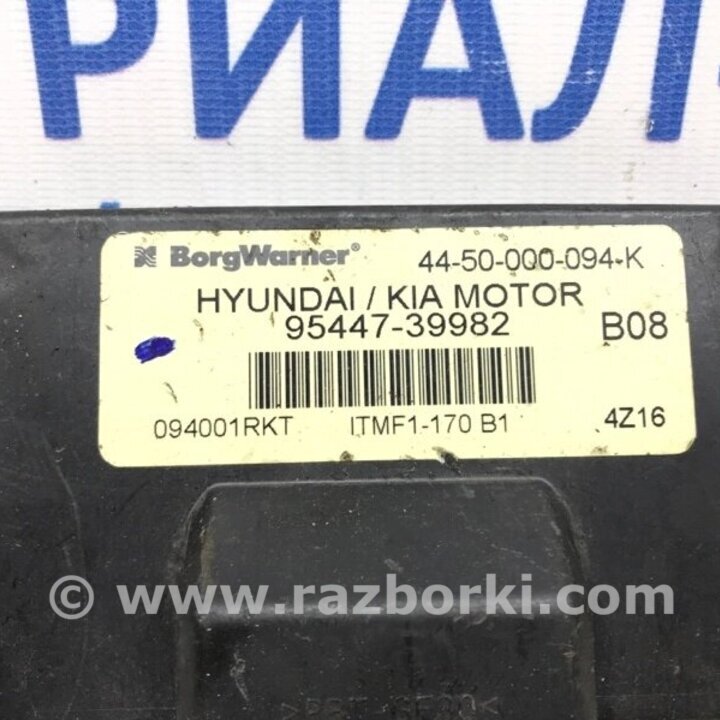 РИАЛ
BorgWarner® 44-50-000-094-K
HYUNDAI / KIA MOTOR
95447-39982 B08
094001RKT ITMF1-170 B1 4Z16
© www.razborki.com